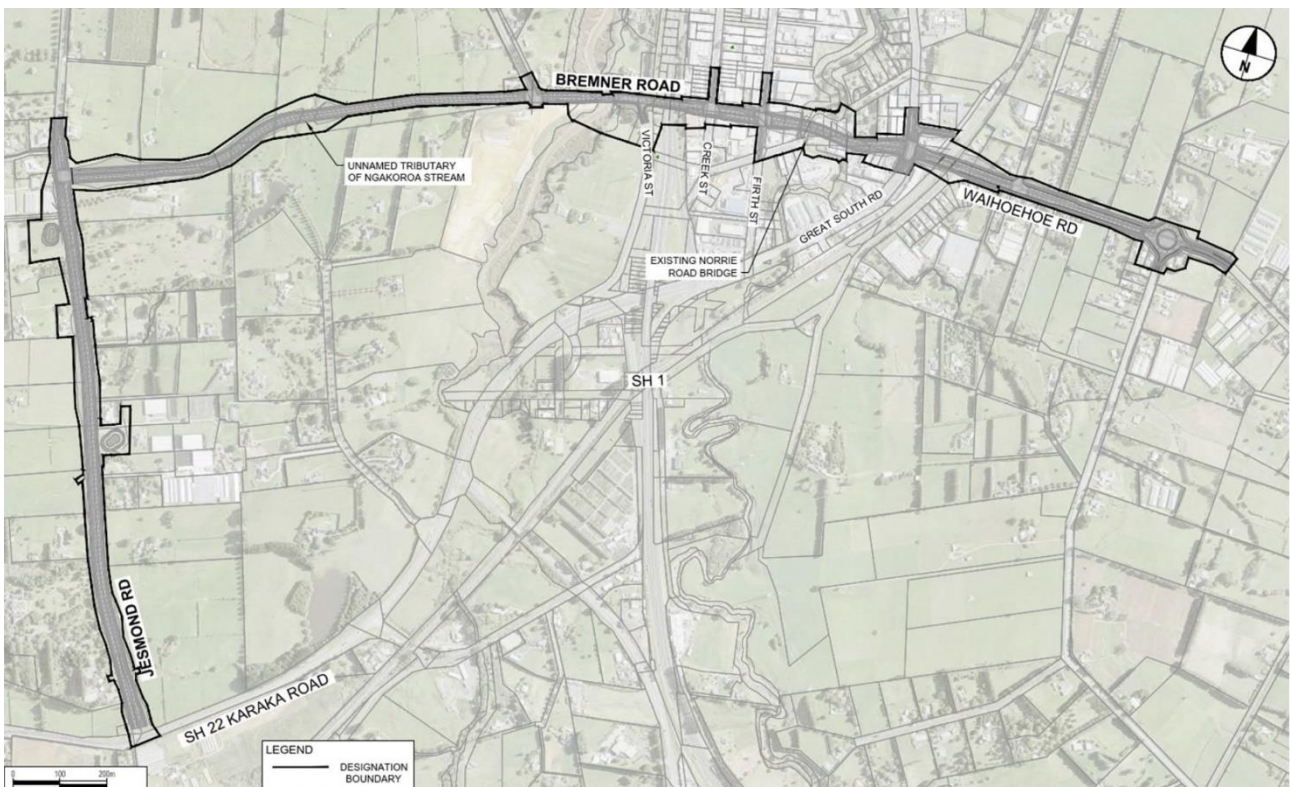 N
BREMNER ROAD
UNNAMED TRIBUTARY
OF NGAKOROA STREAM
VICTORIA ST
CREEK ST
FIRTH ST
WAIHOEHOE RD
GREAT SOUTH RD
EXISTING NORRIE
ROAD BRIDGE
SH 1
JESMOND RD
SH 22 KARAKA ROAD
LEGEND
DESIGNATION
BOUNDARY
0 100 200m